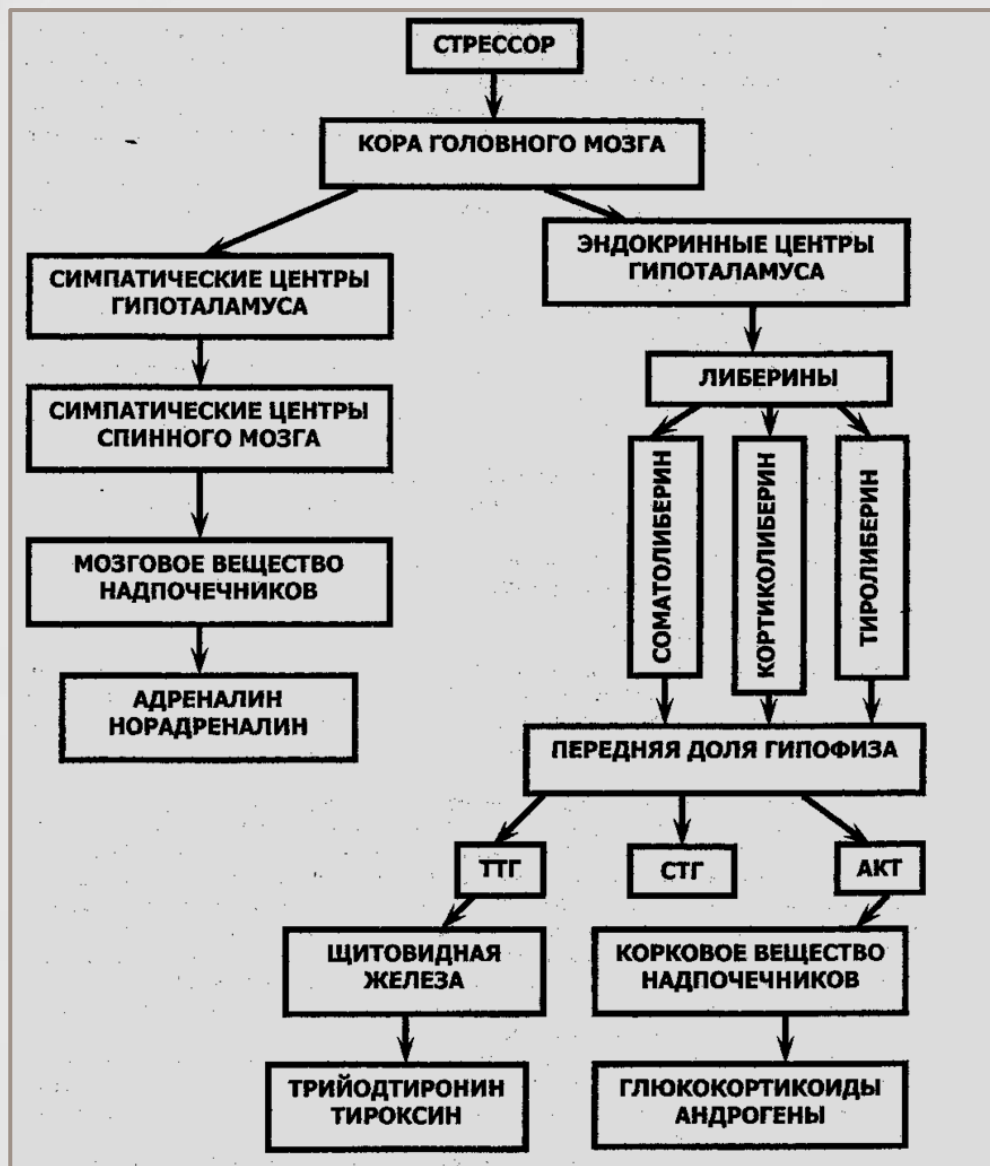 СТРЕССОР
КОРА ГОЛОВНОГО МОЗГА
СИМПАТИЧЕСКИЕ ЦЕНТРЫ
ГИПОТАЛАМУСА
ЭНДОКРИННЫЕ ЦЕНТРЫ
ГИПОТАЛАМУСА
СИМПАТИЧЕСКИЕ ЦЕНТРЫ
СПИННОГО МОЗГА
ЛИБЕРИНЫ
МОЗГОВОЕ ВЕЩЕСТВО
НАДПОЧЕЧНИКОВ
СОМАТОЛИБЕРИН
КОРТИКОЛИБЕРИН
ТИРОЛИБЕРИН
АДРЕНАЛИН
НОРАДРЕНАЛИН
ПЕРЕДНЯЯ ДОЛЯ ГИПОФИЗА
ТТГ
СТГ
АКТ
ЩИТОВИДНАЯ
ЖЕЛЕЗА
КОРКОВОЕ ВЕЩЕСТВО
НАДПОЧЕЧНИКОВ
ТРИЙОДТИРОНИН
ТИРОКСИН
ГЛЮКОКОРТИКОИДЫ
АНДРОГЕНЫ